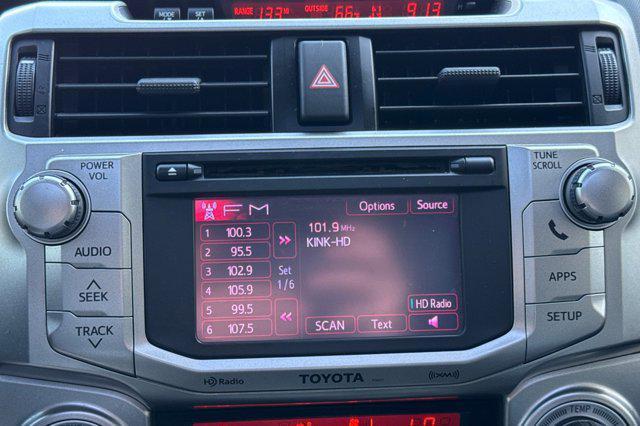 MODE SET RANGE 133 MI OUTSIDE 66°F N 9:13
POWER
VOL
TUNE
SCROLL
FM Options Source
1 100.3
2 95.5
3 102.9
4 105.9
5 99.5
6 107.5
Set
1/6
101.9 MHz
KINK-HD
HD Radio
SCAN Text
AUDIO
SEEK
TRACK
APPS
SETUP
HD Radio TOYOTA ((XM))